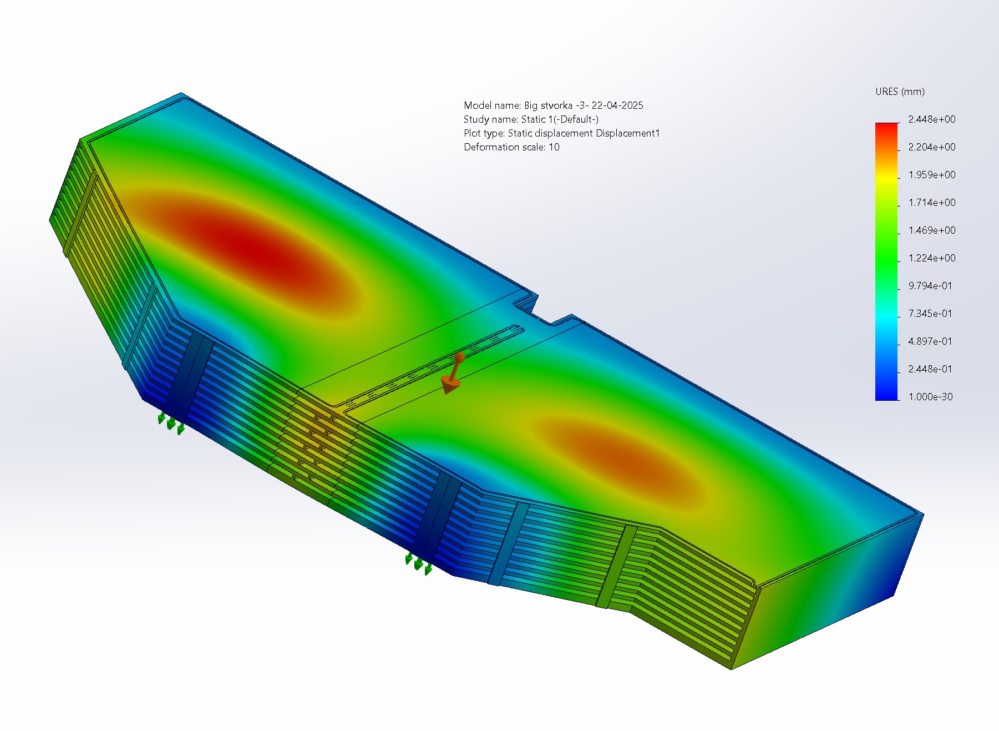 Model name: Big stvorka -3- 22-04-2025
Study name: Static 1(-Default-)
Plot type: Static displacement Displacement1
Deformation scale: 10
URES (mm)
2.448e+00
2.204e+00
1.959e+00
1.714e+00
1.469e+00
1.224e+00
9.794e-01
7.345e-01
4.897e-01
2.448e-01
1.000e-30